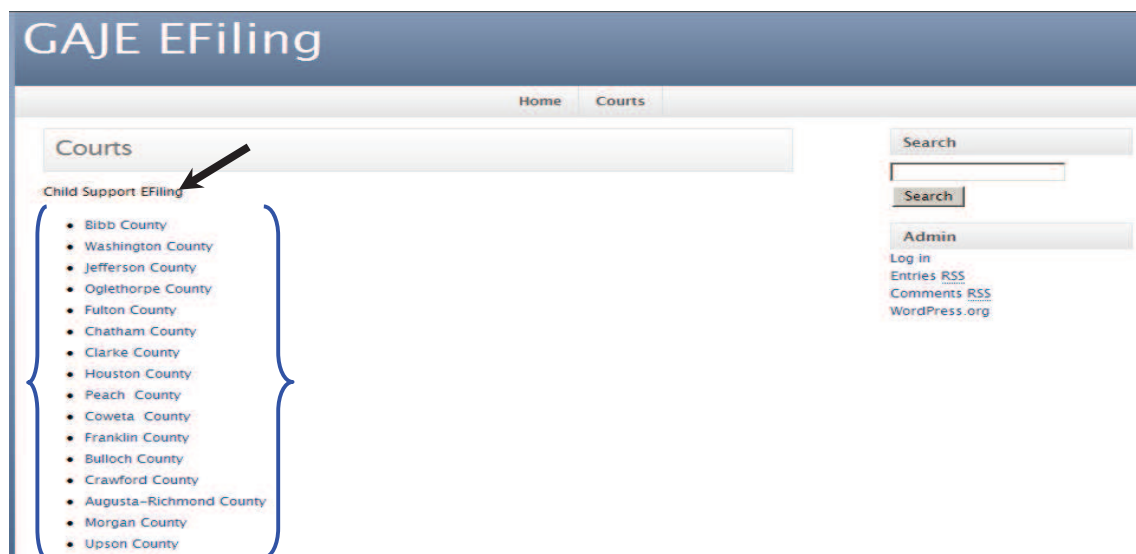 GAJE EFiling
Home Courts
Courts
Child Support EFiling
Bibb County
Washington County
Jefferson County
Oglethorpe County
Fulton County
Chatham County
Clarke County
Houston County
Peach County
Coweta County
Franklin County
Bulloch County
Crawford County
Augusta-Richmond County
Morgan County
Upson County
Search
Search
Admin
Log in
Entries RSS
Comments RSS
WordPress.org